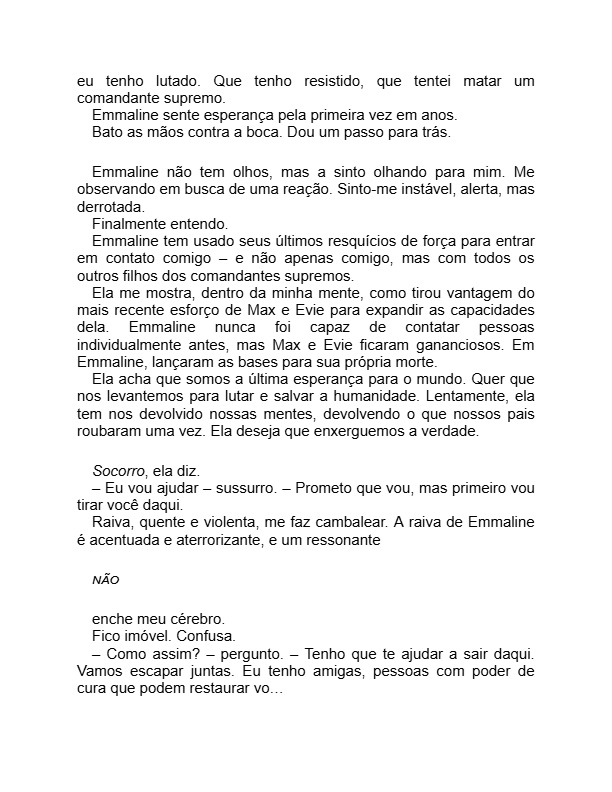 eu tenho lutado. Que tenho resistido, que tentei matar um
comandante supremo.
Emmaline sente esperança pela primeira vez em anos.
Bato as mãos contra a boca. Dou um passo para trás.
Emmaline não tem olhos, mas a sinto olhando para mim. Me
observando em busca de uma reação. Sinto-me instável, alerta, mas
derrotada.
Finalmente entendo.
Emmaline tem usado seus últimos resquícios de força para entrar
em contato comigo – e não apenas comigo, mas com todos os
outros filhos dos comandantes supremos.
Ela me mostra, dentro da minha mente, como tirou vantagem do
mais recente esforço de Max e Evie para expandir as capacidades
dela. Emmaline nunca foi capaz de contatar pessoas
individualmente antes, mas Max e Evie ficaram gananciosos. Em
Emmaline, lançaram as bases para sua própria morte.
Ela acha que somos a última esperança para o mundo. Quer que
nos levantemos para lutar e salvar a humanidade. Lentamente, ela
tem nos devolvido nossas mentes, devolvendo o que nossos pais
roubaram uma vez. Ela deseja que enxerguemos a verdade.
Socorro, ela diz.
– Eu vou ajudar – sussurro. – Prometo que vou, mas primeiro vou
tirar você daqui.
Raiva, quente e violenta, me faz cambalear. A raiva de Emmaline
é acentuada e aterrorizante, e um ressonante
NÃO
enche meu cérebro.
Fico imóvel. Confusa.
– Como assim? – pergunto. – Tenho que te ajudar a sair daqui.
Vamos escapar juntas. Eu tenho amigas, pessoas com poder de
cura que podem restaurar vo…